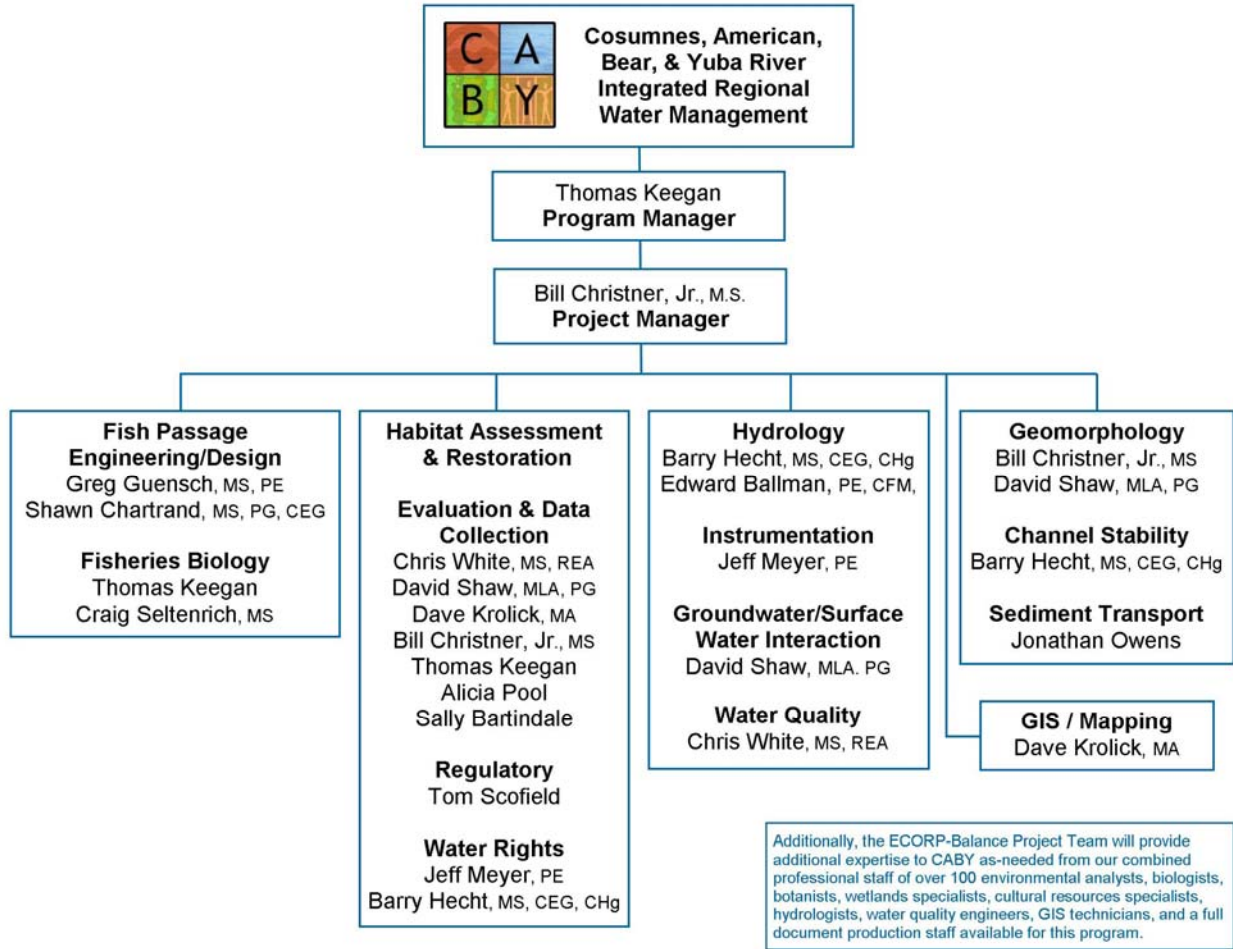 C A
B Y
Cosumnes, American,
Bear, & Yuba River
Integrated Regional
Water Management
Thomas Keegan
Program Manager
Bill Christner, Jr., M.S.
Project Manager
Fish Passage
Engineering/Design
Greg Guensch, MS, PE
Shawn Chartrand, MS, PG, CEG
Fisheries Biology
Thomas Keegan
Craig Seltenrich, MS
Habitat Assessment
& Restoration
Evaluation & Data
Collection
Chris White, MS, REA
David Shaw, MLA, PG
Dave Krolick, MA
Bill Christner, Jr., MS
Thomas Keegan
Alicia Pool
Sally Bartindale
Regulatory
Tom Scofield
Water Rights
Jeff Meyer, PE
Barry Hecht, MS, CEG, CHg
Hydrology
Barry Hecht, MS, CEG, CHg
Edward Ballman, PE, CFM,
Instrumentation
Jeff Meyer, PE
Groundwater/Surface
Water Interaction
David Shaw, MLA. PG
Water Quality
Chris White, MS, REA
Geomorphology
Bill Christner, Jr., MS
David Shaw, MLA, PG
Channel Stability
Barry Hecht, MS, CEG, CHg
Sediment Transport
Jonathan Owens
GIS / Mapping
Dave Krolick, MA
Additionally, the ECORP-Balance Project Team will provide
additional expertise to CABY as-needed from our combined
professional staff of over 100 environmental analysts, biologists,
botanists, wetlands specialists, cultural resources specialists,
hydrologists, water quality engineers, GIS technicians, and a full
document production staff available for this program.